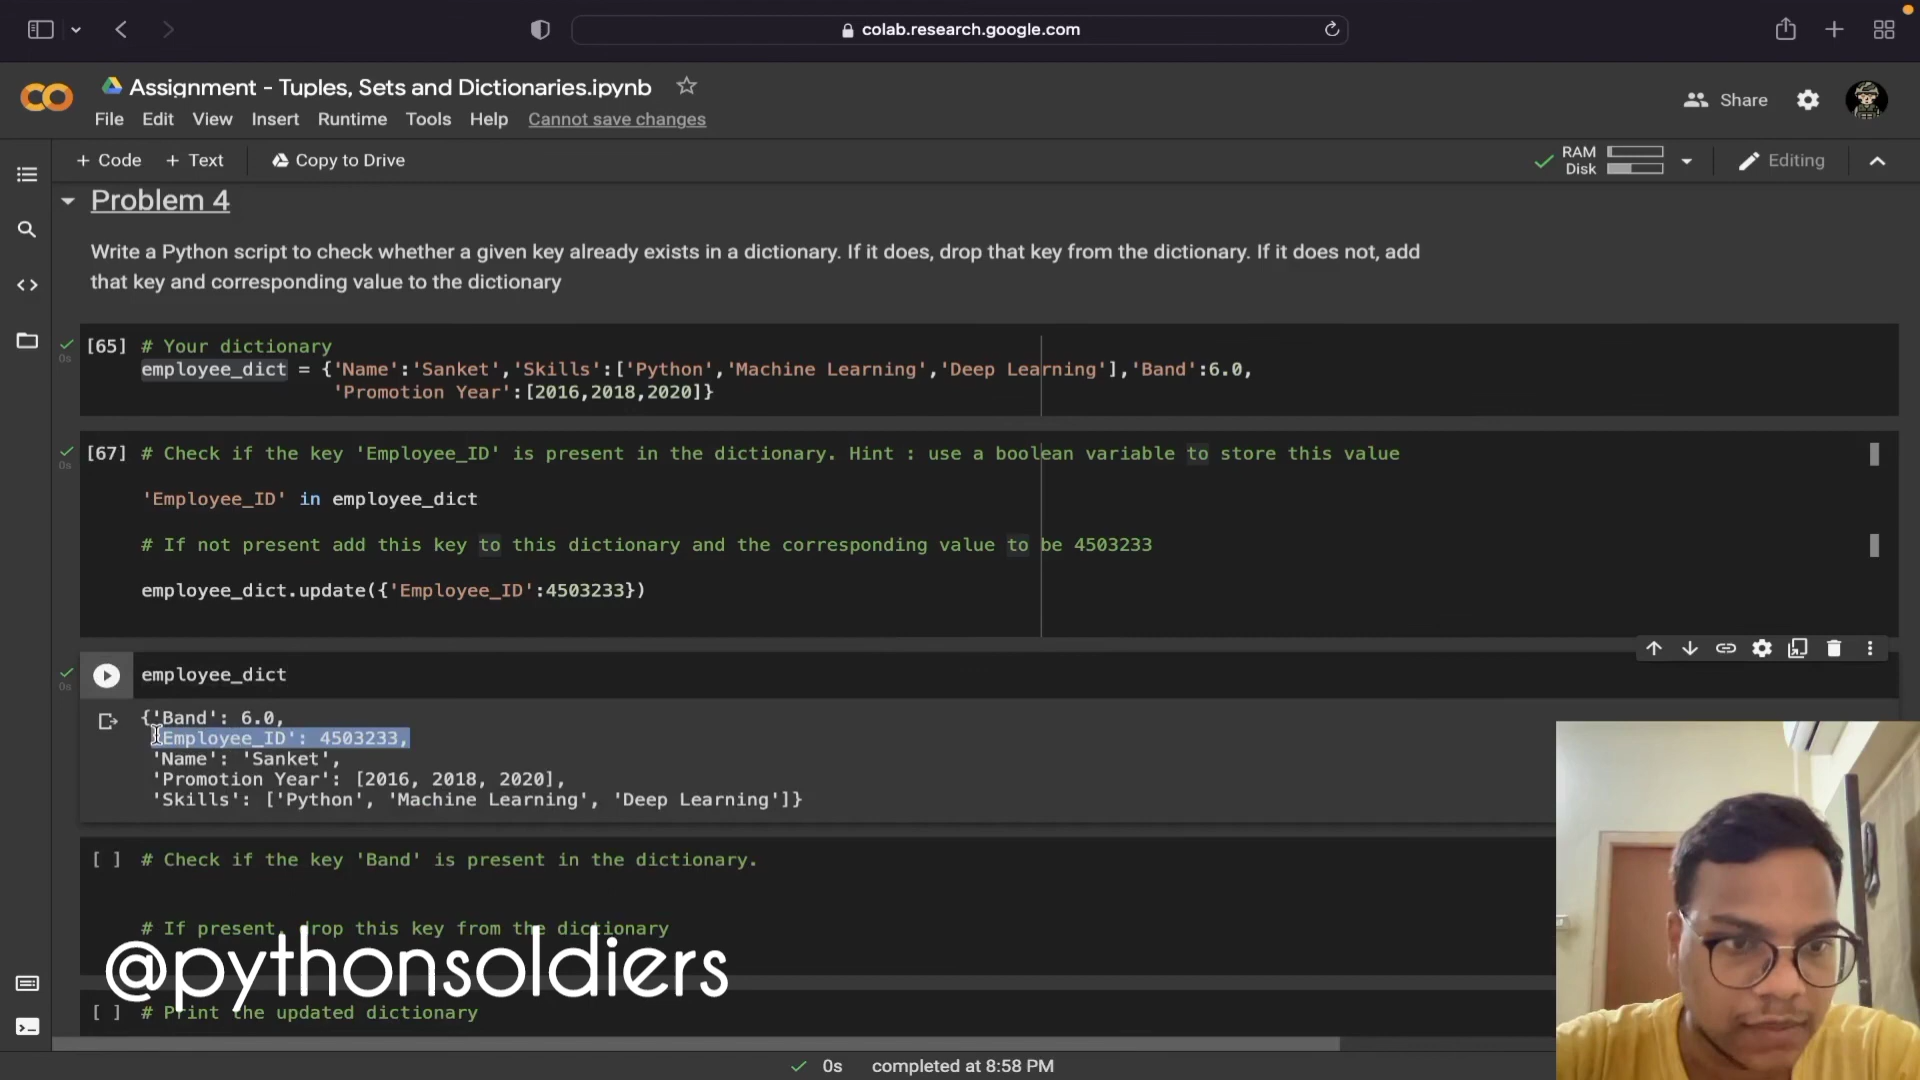 colab.research.google.com
Assignment - Tuples, Sets and Dictionaries.ipynb
Share
File Edit View Insert Runtime Tools Help Cannot save changes
+ Code + Text Copy to Drive
RAM
Disk
Editing
Problem 4
Write a Python script to check whether a given key already exists in a dictionary. If it does, drop that key from the dictionary. If it does not, add
that key and corresponding value to the dictionary
[65] # Your dictionary
0s
employee_dict = {'Name':'Sanket','Skills':['Python','Machine Learning','Deep Learning'],'Band':6.0,
'Promotion Year':[2016,2018,2020]}
[67] # Check if the key 'Employee_ID' is present in the dictionary. Hint : use a boolean variable to store this value
0s
'Employee_ID' in employee_dict
# If not present add this key to this dictionary and the corresponding value to be 4503233
employee_dict.update({'Employee_ID':4503233})
employee_dict
0s
{'Band': 6.0,
'Employee_ID': 4503233,
'Name': 'Sanket',
'Promotion Year': [2016, 2018, 2020],
'Skills': ['Python', 'Machine Learning', 'Deep Learning']}
[ ] # Check if the key 'Band' is present in the dictionary.
# If present, drop this key from the dictionary
@pythonsoldiers
[ ] # Print the updated dictionary
0s completed at 8:58 PM